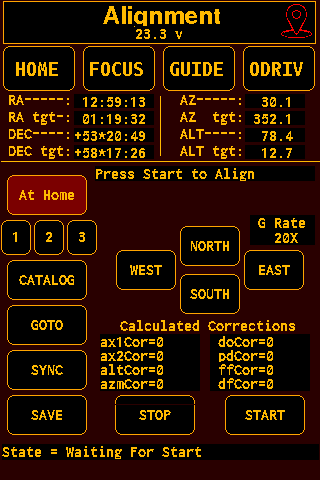 Alignment
23.3 v
HOME FOCUS GUIDE ODRIV
RA-----: 12:59:13 AZ-----: 30.1
RA tgt-: 01:19:32 AZ tgt: 352.1
DEC----: +53*20:49 ALT----: 78.4
DEC tgt: +58*17:26 ALT tgt: 12.7
Press Start to Align
At Home
G Rate
20X
1 2 3
NORTH
WEST EAST
SOUTH
CATALOG
GOTO
Calculated Corrections
ax1Cor=0 doCor=0
ax2Cor=0 pdCor=0
altCor=0 ffCor=0
azmCor=0 dfCor=0
SYNC
SAVE STOP START
State = Waiting For Start